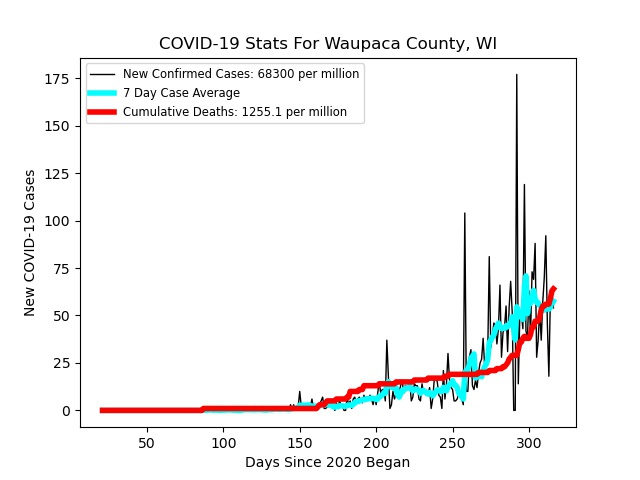 COVID-19 Stats For Waupaca County, WI
New Confirmed Cases: 68300 per million
7 Day Case Average
Cumulative Deaths: 1255.1 per million
New COVID-19 Cases
175
150
125
100
75
50
25
0
50 100 150 200 250 300
Days Since 2020 Began